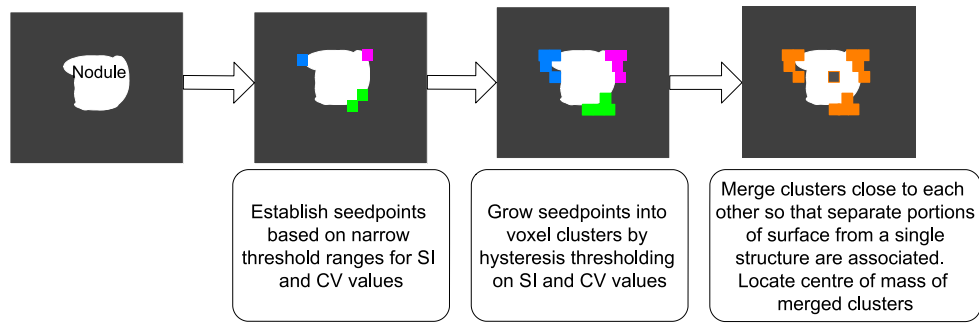 Nodule
Establish seedpoints
based on narrow
threshold ranges for SI
and CV values
Grow seedpoints into
voxel clusters by
hysteresis thresholding
on SI and CV values
Merge clusters close to each
other so that separate portions
of surface from a single
structure are associated.
Locate centre of mass of
merged clusters